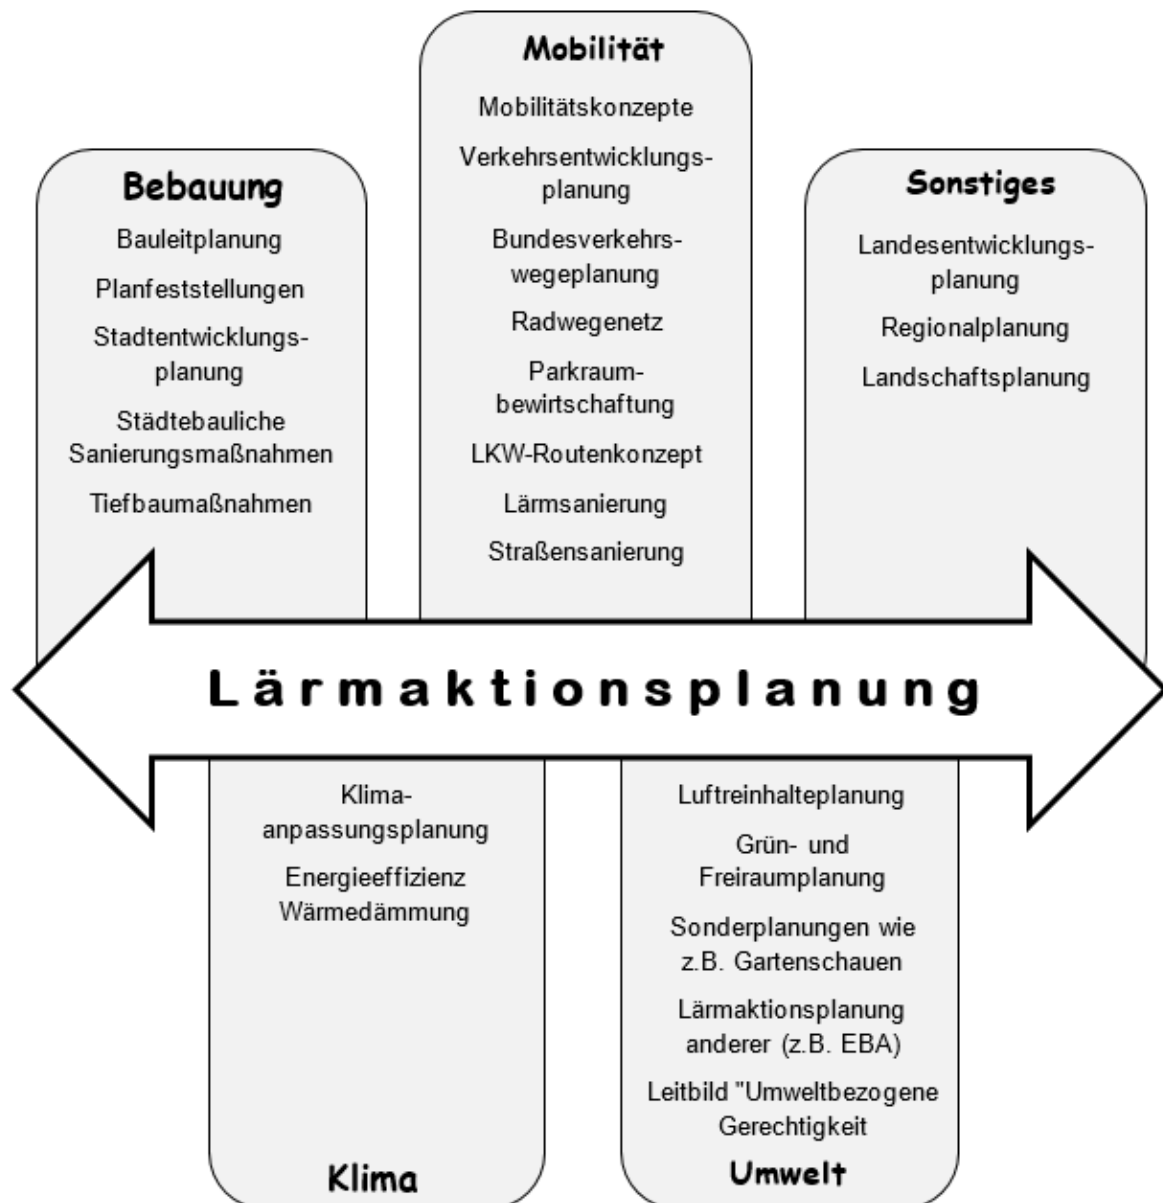 Mobilität
Mobilitätskonzepte
Verkehrsentwicklungs-
planung
Bundesverkehrs-
wegeplanung
Radwegenetz
Parkraum-
bewirtschaftung
LKW-Routenkonzept
Lärmsanierung
Straßensanierung
Bebauung
Bauleitplanung
Planfeststellungen
Stadtentwicklungs-
planung
Städtebauliche
Sanierungsmaßnahmen
Tiefbaumaßnahmen
Sonstiges
Landesentwicklungs-
planung
Regionalplanung
Landschaftsplanung
Lärmaktionsplanung
Klima-
anpassungsplanung
Energieeffizienz
Wärmedämmung
Klima
Luftreinhalteplanung
Grün- und
Freiraumplanung
Sonderplanungen wie
z.B. Gartenschauen
Lärmaktionsplanung
anderer (z.B. EBA)
Leitbild "Umweltbezogene
Gerechtigkeit
Umwelt